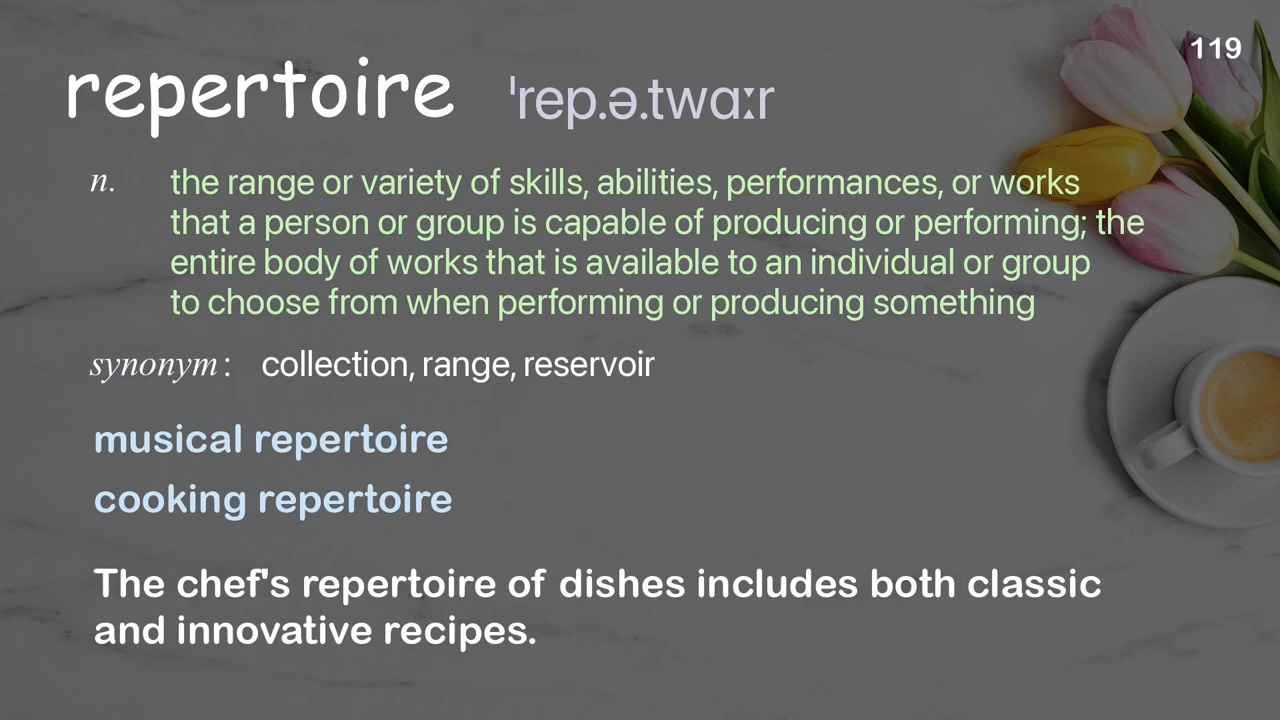 119
repertoire ˈrep.ə.twɑːr
n. the range or variety of skills, abilities, performances, or works
that a person or group is capable of producing or performing; the
entire body of works that is available to an individual or group
to choose from when performing or producing something
synonym: collection, range, reservoir
musical repertoire
cooking repertoire
The chef's repertoire of dishes includes both classic
and innovative recipes.